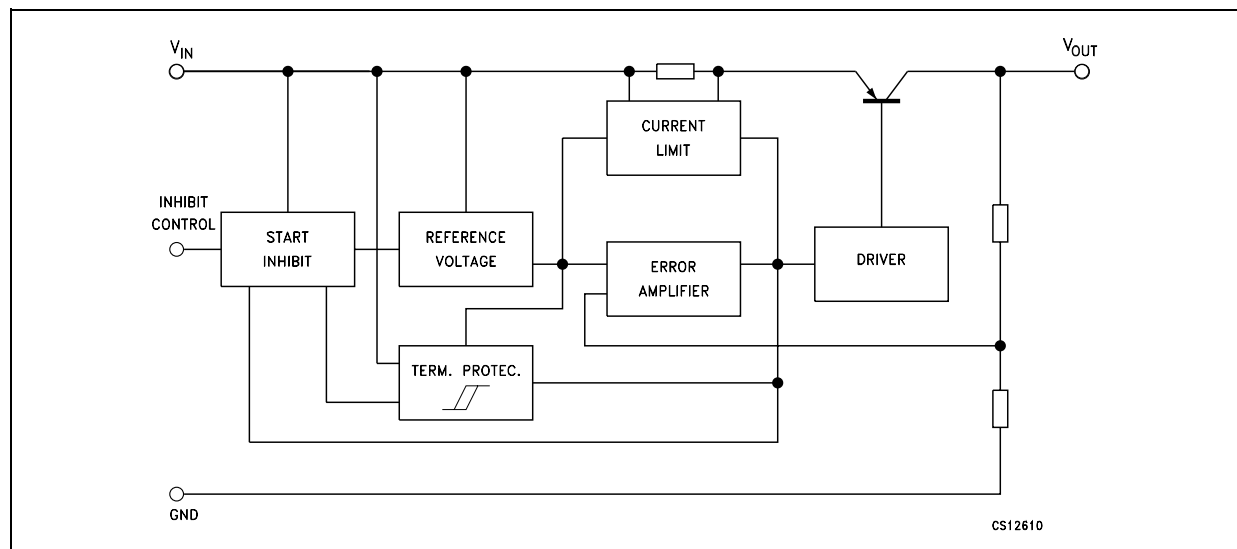 VIN
VOUT
CURRENT
LIMIT
INHIBIT
CONTROL
START
INHIBIT
REFERENCE
VOLTAGE
ERROR
AMPLIFIER
DRIVER
TERM. PROTEC.
GND
CS12610